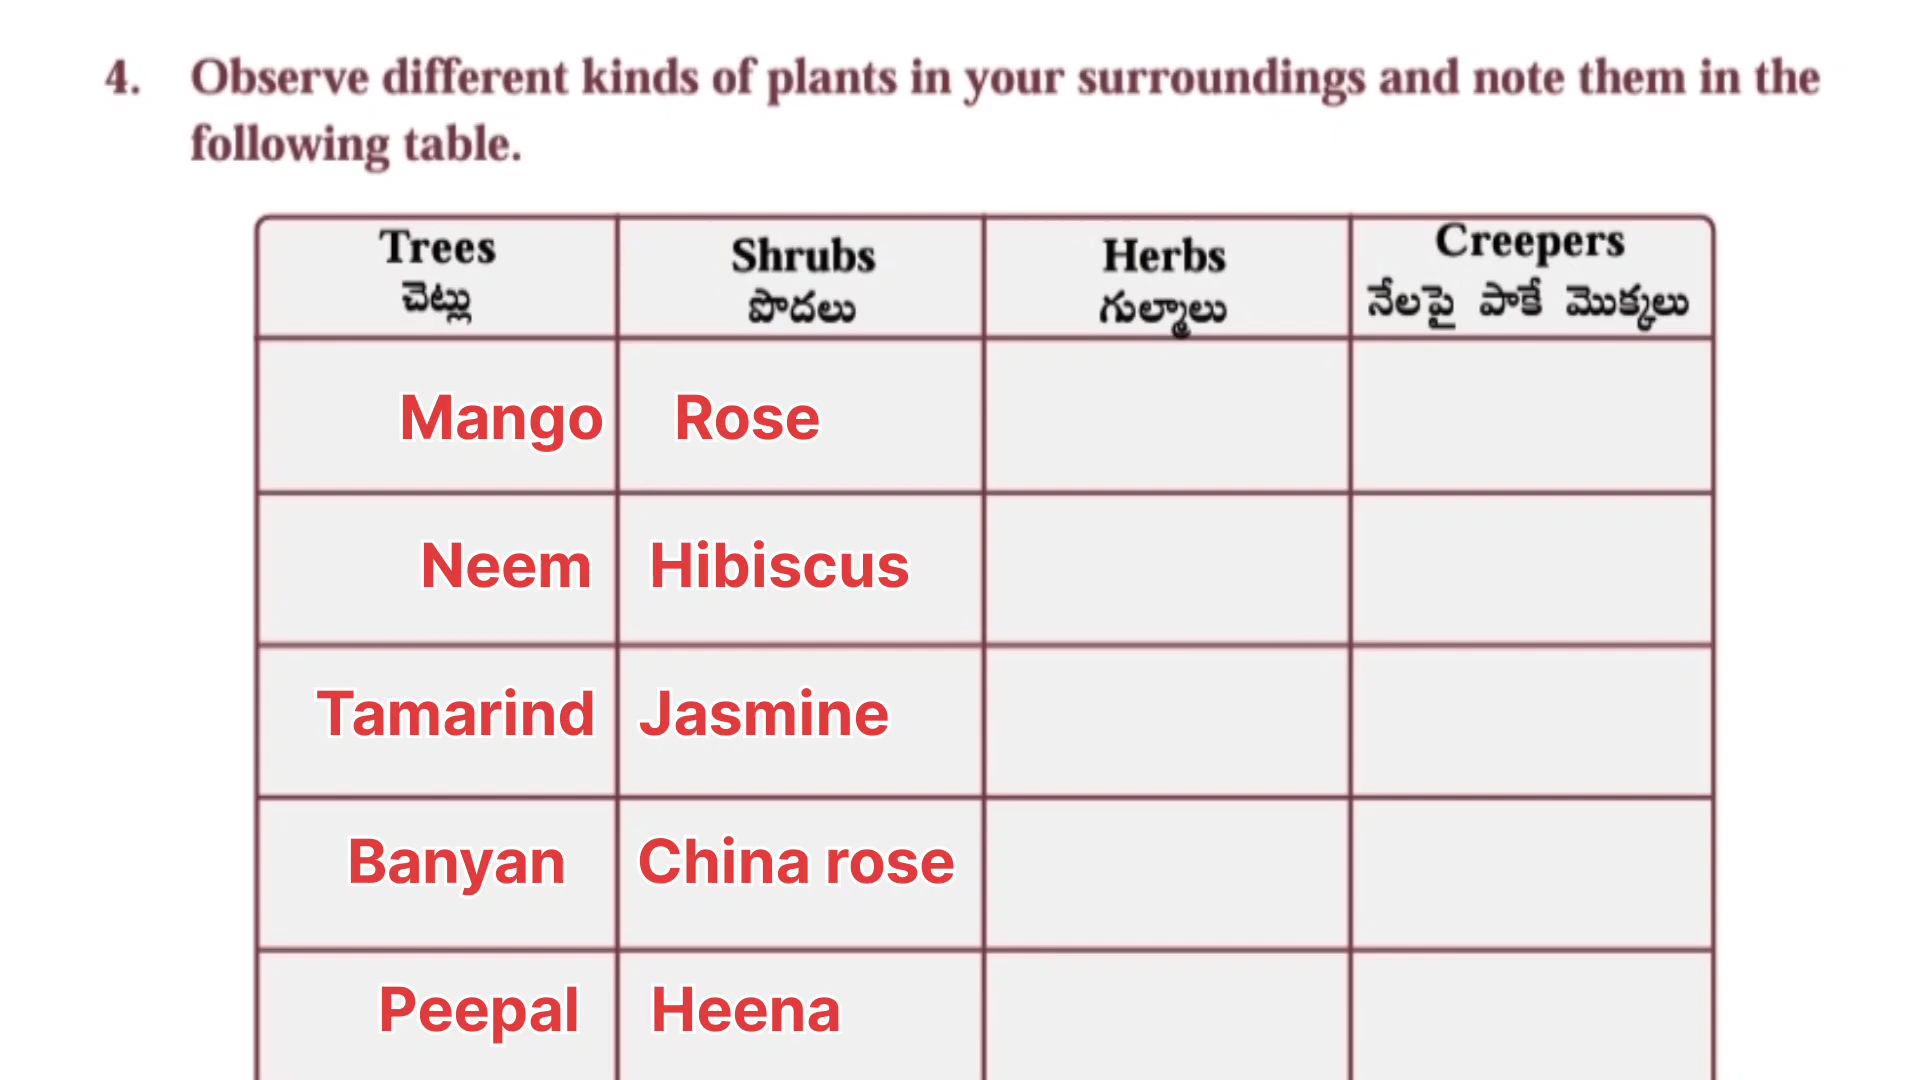 4. Observe different kinds of plants in your surroundings and note them in the
following table.
Trees Shrubs Herbs Creepers
చెట్లు పొదలు గుల్మాలు నేలపై పాకే మొక్కలు
Mango Rose
Neem Hibiscus
Tamarind Jasmine
Banyan China rose
Peepal Heena